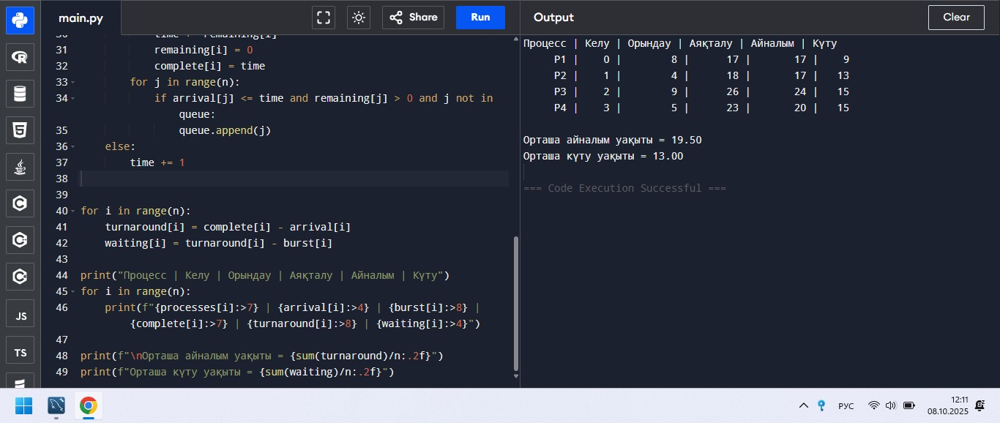 main.py
Share
Run
Output
Clear
30 time += remaining[i]
31 remaining[i] = 0
32 complete[i] = time
33 for j in range(n):
34 if arrival[j] <= time and remaining[j] > 0 and j not in
queue:
35 queue.append(j)
36 else:
37 time += 1
38
39
40 for i in range(n):
41 turnaround[i] = complete[i] - arrival[i]
42 waiting[i] = turnaround[i] - burst[i]
43
44 print("Процесс | Келу | Орындау | Аяқталу | Айналым | Күту")
45 for i in range(n):
46 print(f"{processes[i]:>7} | {arrival[i]:>4} | {burst[i]:>8} |
{complete[i]:>7} | {turnaround[i]:>8} | {waiting[i]:>4}")
47
48 print(f"\nОрташа айналым уақыты = {sum(turnaround)/n:.2f}")
49 print(f"Орташа күту уақыты = {sum(waiting)/n:.2f}")
Процесс | Келу | Орындау | Аяқталу | Айналым | Күту
P1 | 0 | 8 | 17 | 17 | 9
P2 | 1 | 4 | 18 | 17 | 13
P3 | 2 | 9 | 26 | 24 | 15
P4 | 3 | 5 | 23 | 20 | 15
Орташа айналым уақыты = 19.50
Орташа күту уақыты = 13.00
=== Code Execution Successful ===
JS
TS
РУС
12:11
08.10.2025